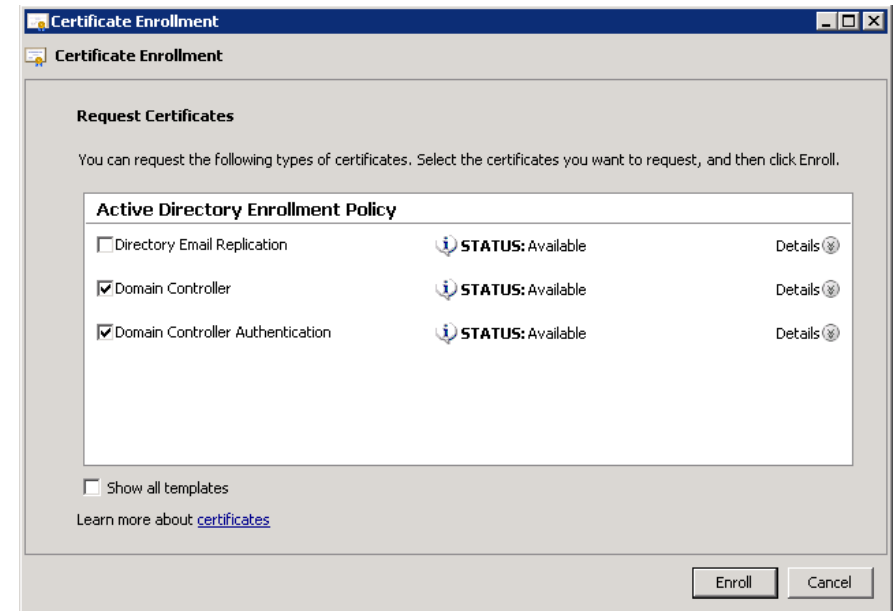 Certificate Enrollment
Certificate Enrollment
Request Certificates
You can request the following types of certificates. Select the certificates you want to request, and then click Enroll.
Active Directory Enrollment Policy
Directory Email Replication STATUS: Available Details
Domain Controller STATUS: Available Details
Domain Controller Authentication STATUS: Available Details
Show all templates
Learn more about certificates
Enroll Cancel